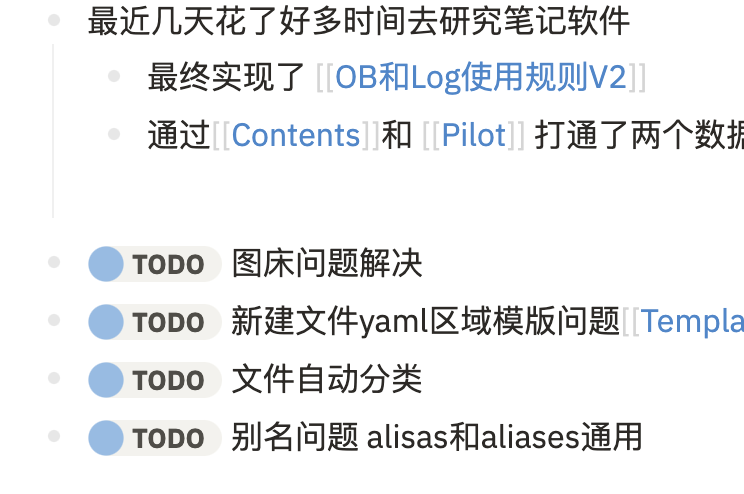 最近几天花了好多时间去研究笔记软件
最终实现了 [[OB和Log使用规则V2]]
通过[[Contents]]和 [[Pilot]] 打通了两个数据
TODO 图床问题解决
TODO 新建文件yaml区域模版问题[[Templa
TODO 文件自动分类
TODO 别名问题 alisas和aliases通用